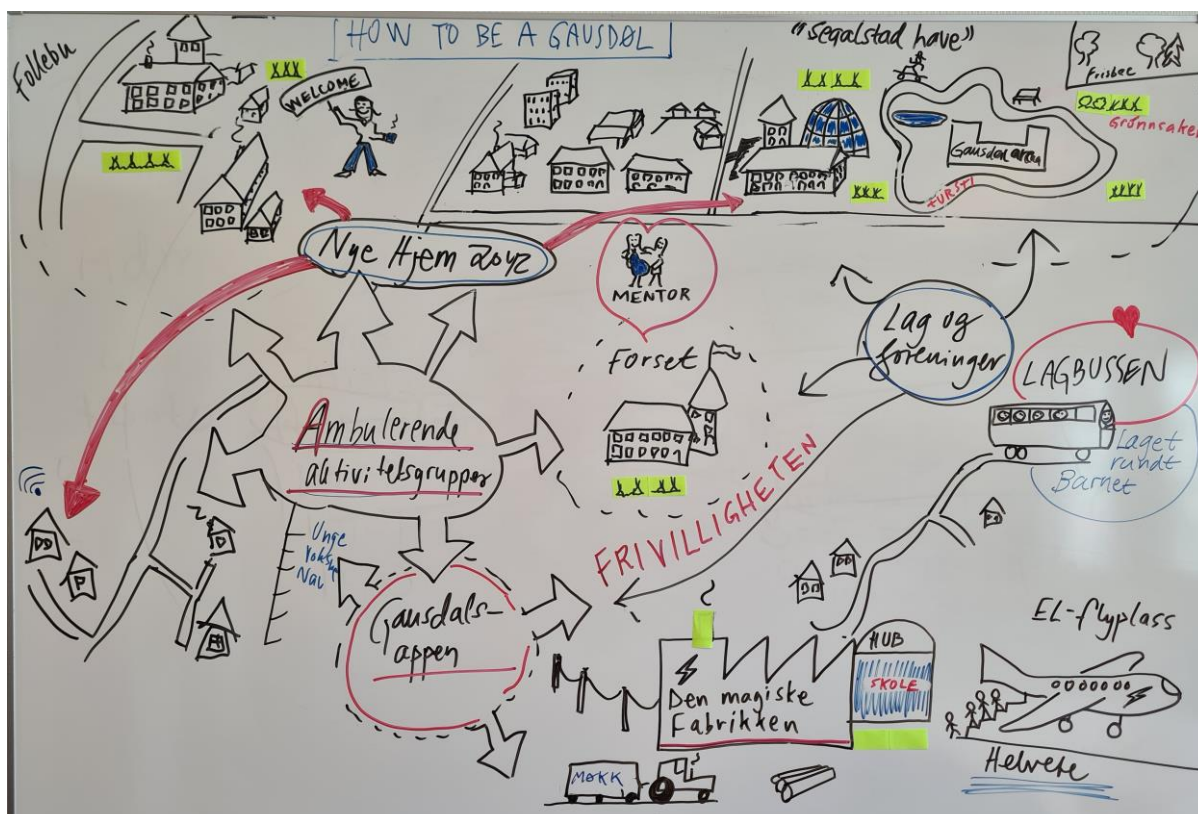 HOW TO BE A GAUSDØL
Follebu
WELCOME
"Segalstad have"
Frisbee
Grønnsaker
Gausdal arena
TURSTI
Nye Hjem 2042
MENTOR
Forset
Lag og
foreninger
LAGBUSSEN
Laget
rundt
Barnet
Ambulerende
aktivitetsgrupper
FRIVILLIGHETEN
Unge
Nav
Gausdals-
appen
P
HUB
SKOLE
Den magiske
Fabrikken
EL-flyplass
MØKK
Helvete